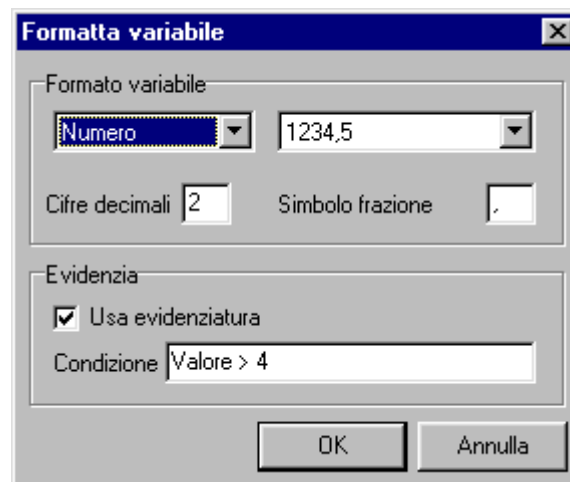 Formatta variabile
Formato variabile
Numero 1234,5
Cifre decimali 2 Simbolo frazione ,
Evidenzia
Usa evidenziatura
Condizione Valore > 4
OK Annulla